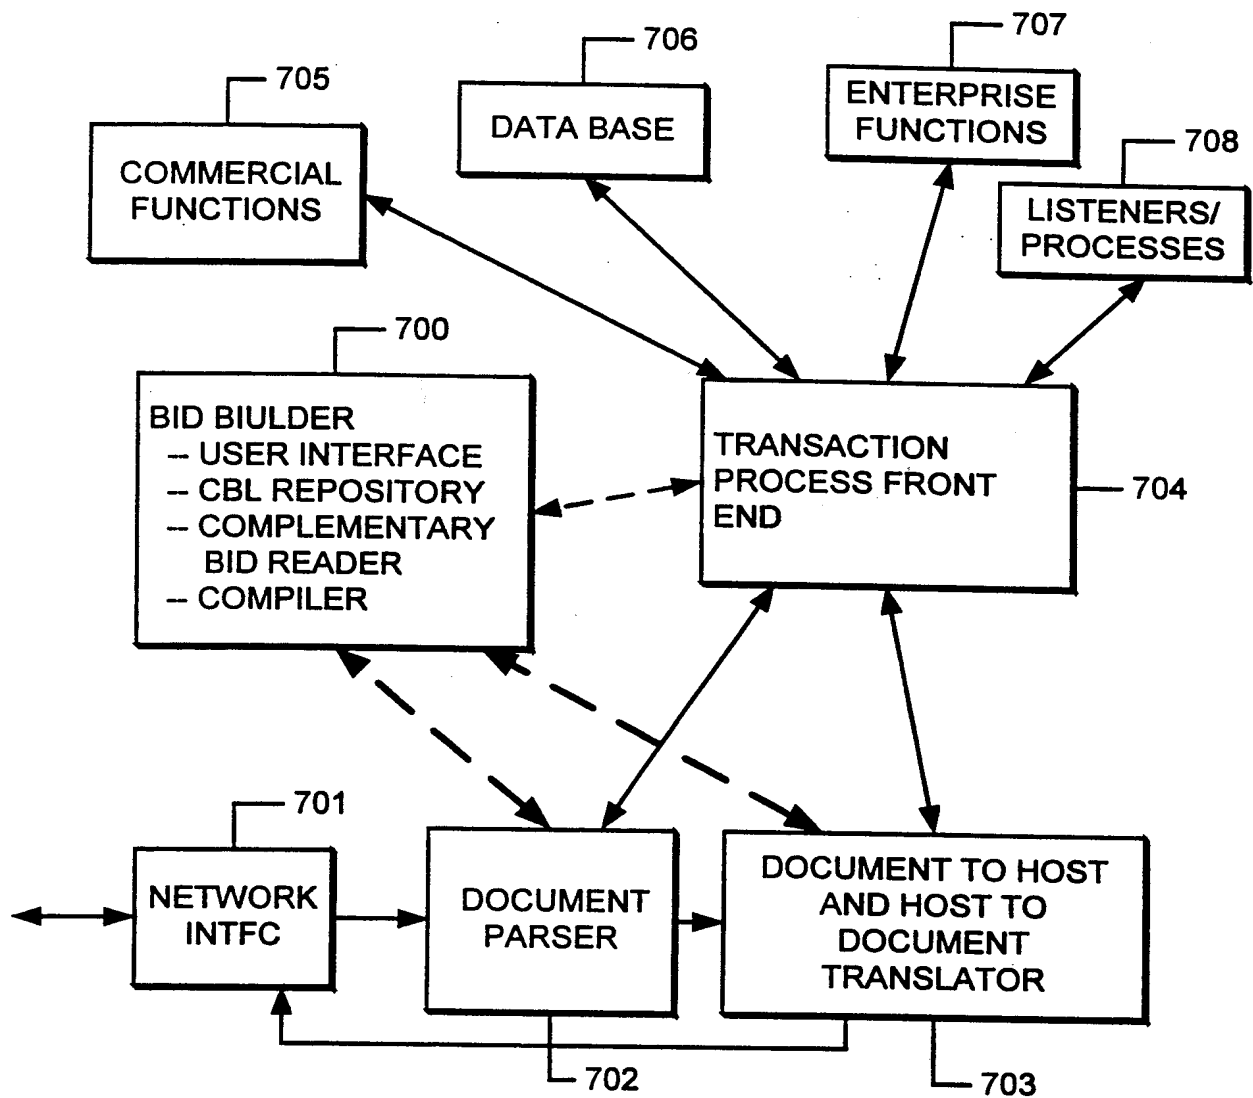 707
706
705
ENTERPRISE
FUNCTIONS
DATA BASE
708
COMMERCIAL
FUNCTIONS
LISTENERS/
PROCESSES
700
BID BIULDER
– USER INTERFACE
– CBL REPOSITORY
– COMPLEMENTARY
BID READER
– COMPILER
TRANSACTION
PROCESS FRONT
END
704
701
NETWORK
INTFC
DOCUMENT
PARSER
DOCUMENT TO HOST
AND HOST TO
DOCUMENT
TRANSLATOR
702
703